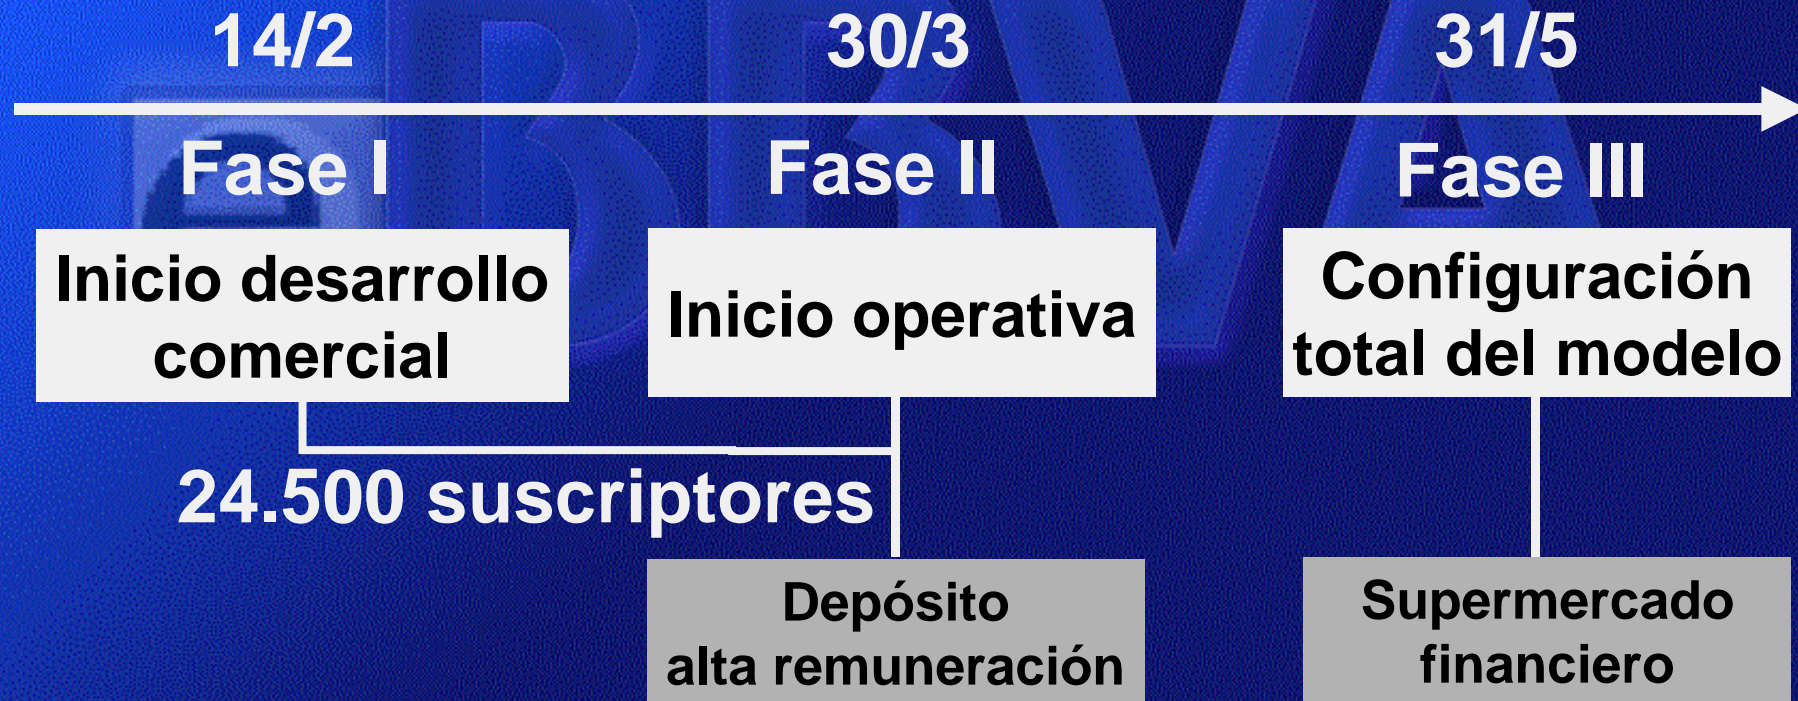 14/2
30/3
31/5
Fase I
Fase II
Fase III
Inicio desarrollo
comercial
Inicio operativa
Configuración
total del modelo
24.500 suscriptores
Depósito
alta remuneración
Supermercado
financiero
BBVA